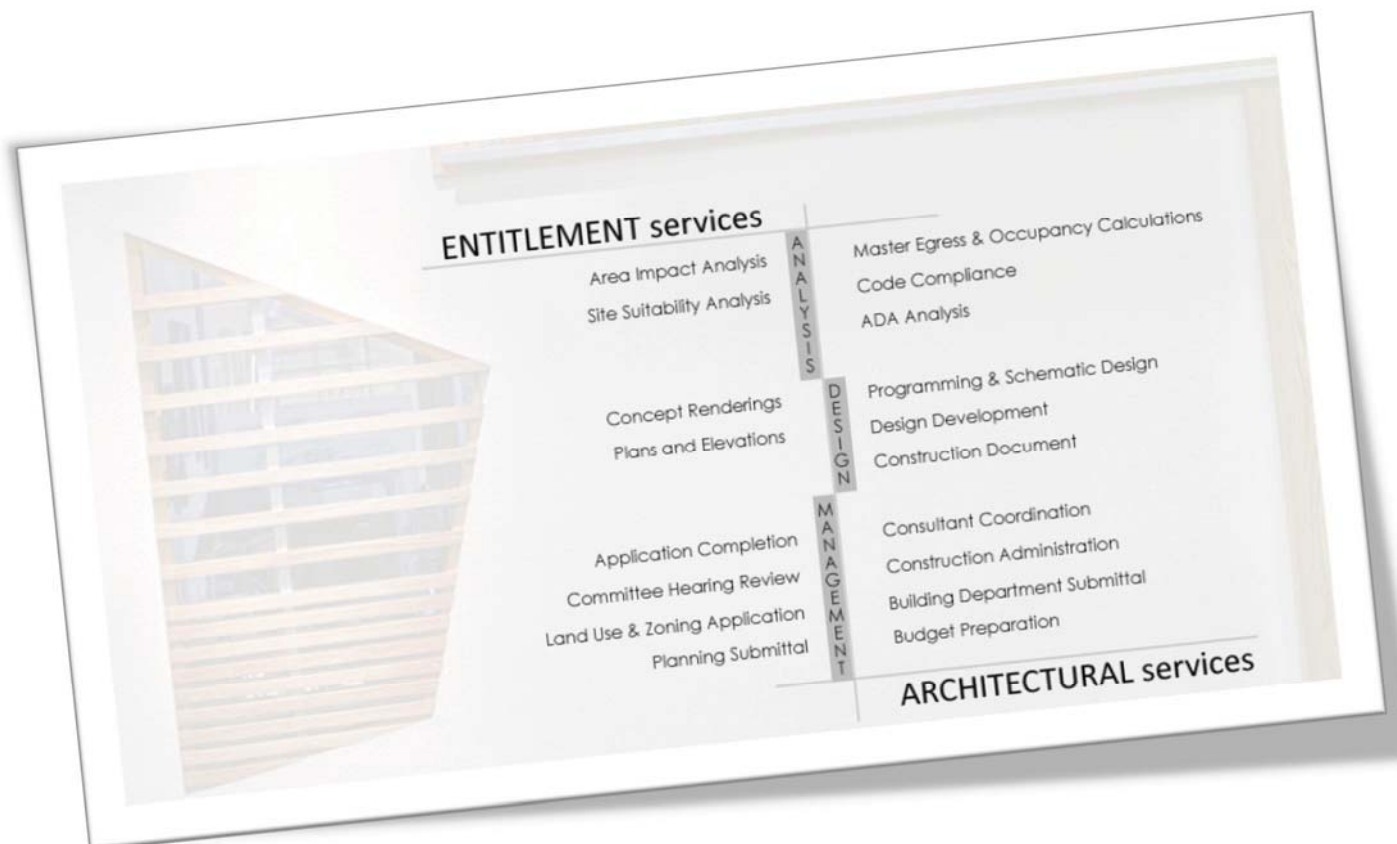 ENTITLEMENT services
Area Impact Analysis
Site Suitability Analysis
Concept Renderings
Plans and Elevations
Application Completion
Committee Hearing Review
Land Use & Zoning Application
Planning Submittal
ANALYSIS
DESIGN
MANAGEMENT
Master Egress & Occupancy Calculations
Code Compliance
ADA Analysis
Programming & Schematic Design
Design Development
Construction Document
Consultant Coordination
Construction Administration
Building Department Submittal
Budget Preparation
ARCHITECTURAL services